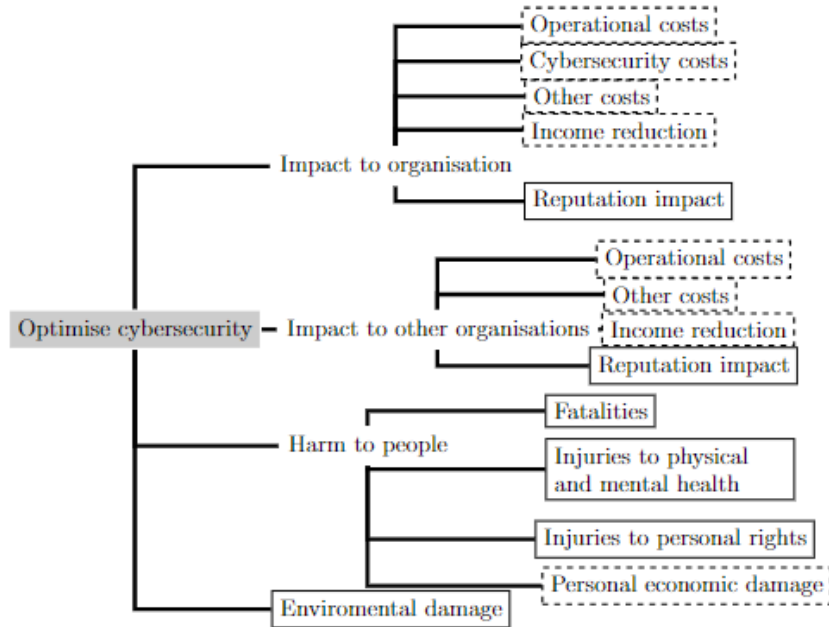 Operational costs
Cybersecurity costs
Other costs
Income reduction
Impact to organisation
Reputation impact
Operational costs
Other costs
Optimise cybersecurity
Impact to other organisations
Income reduction
Reputation impact
Fatalities
Harm to people
Injuries to physical
and mental health
Injuries to personal rights
Personal economic damage
Enviromental damage